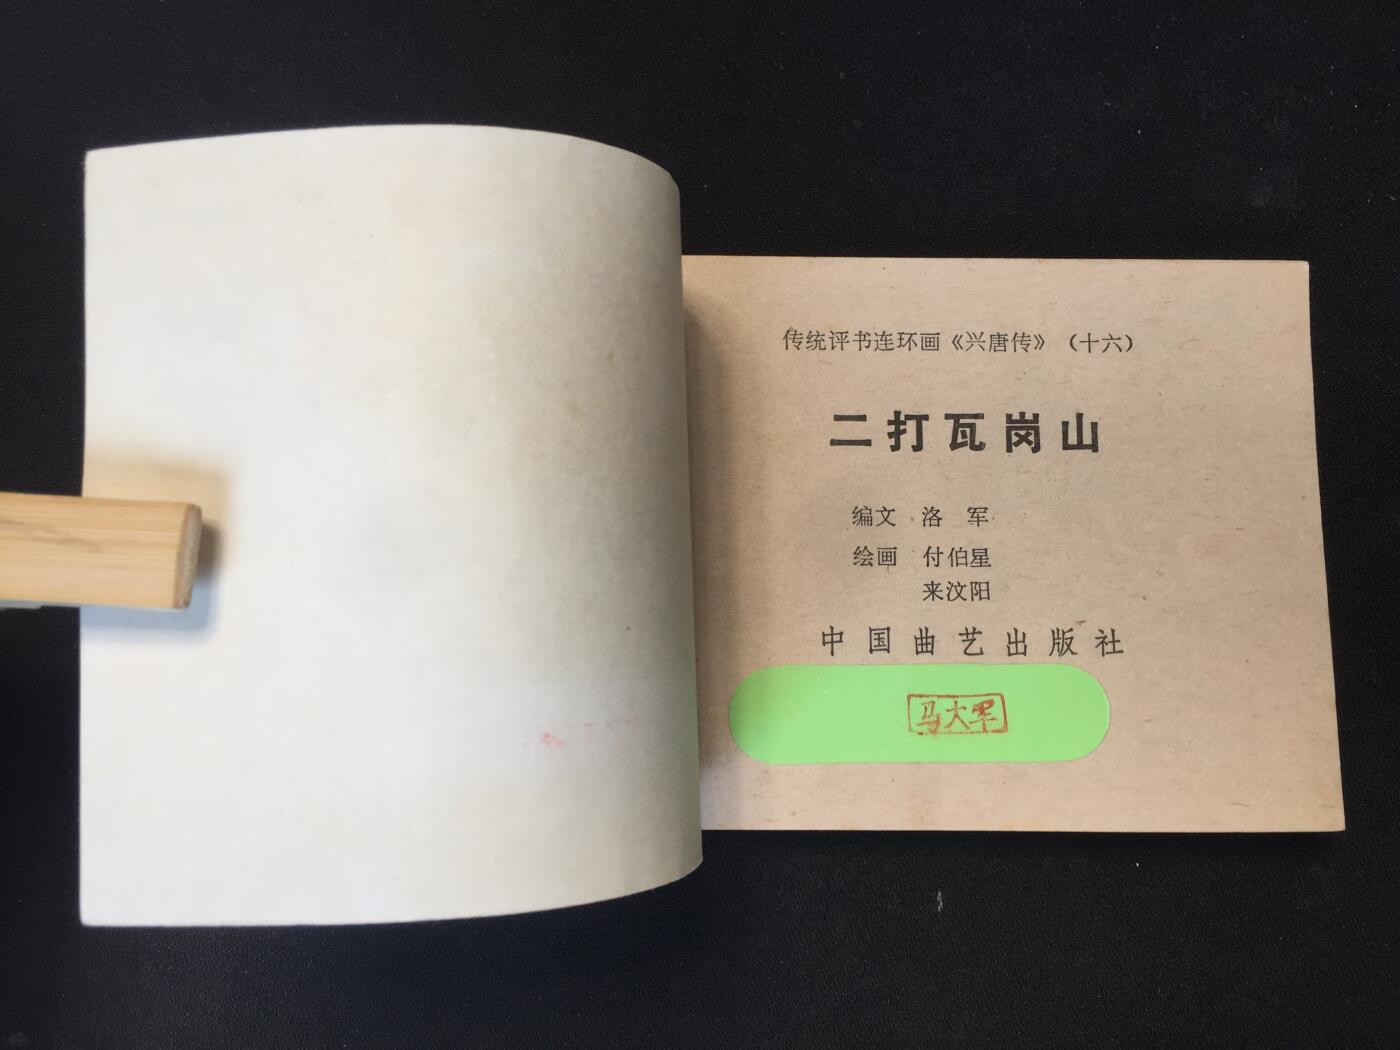 传统评书连环画《兴唐传》（十六）
二打瓦岗山
编文 洛军
绘画 付伯星
来汶阳
中国曲艺出版社
马大军